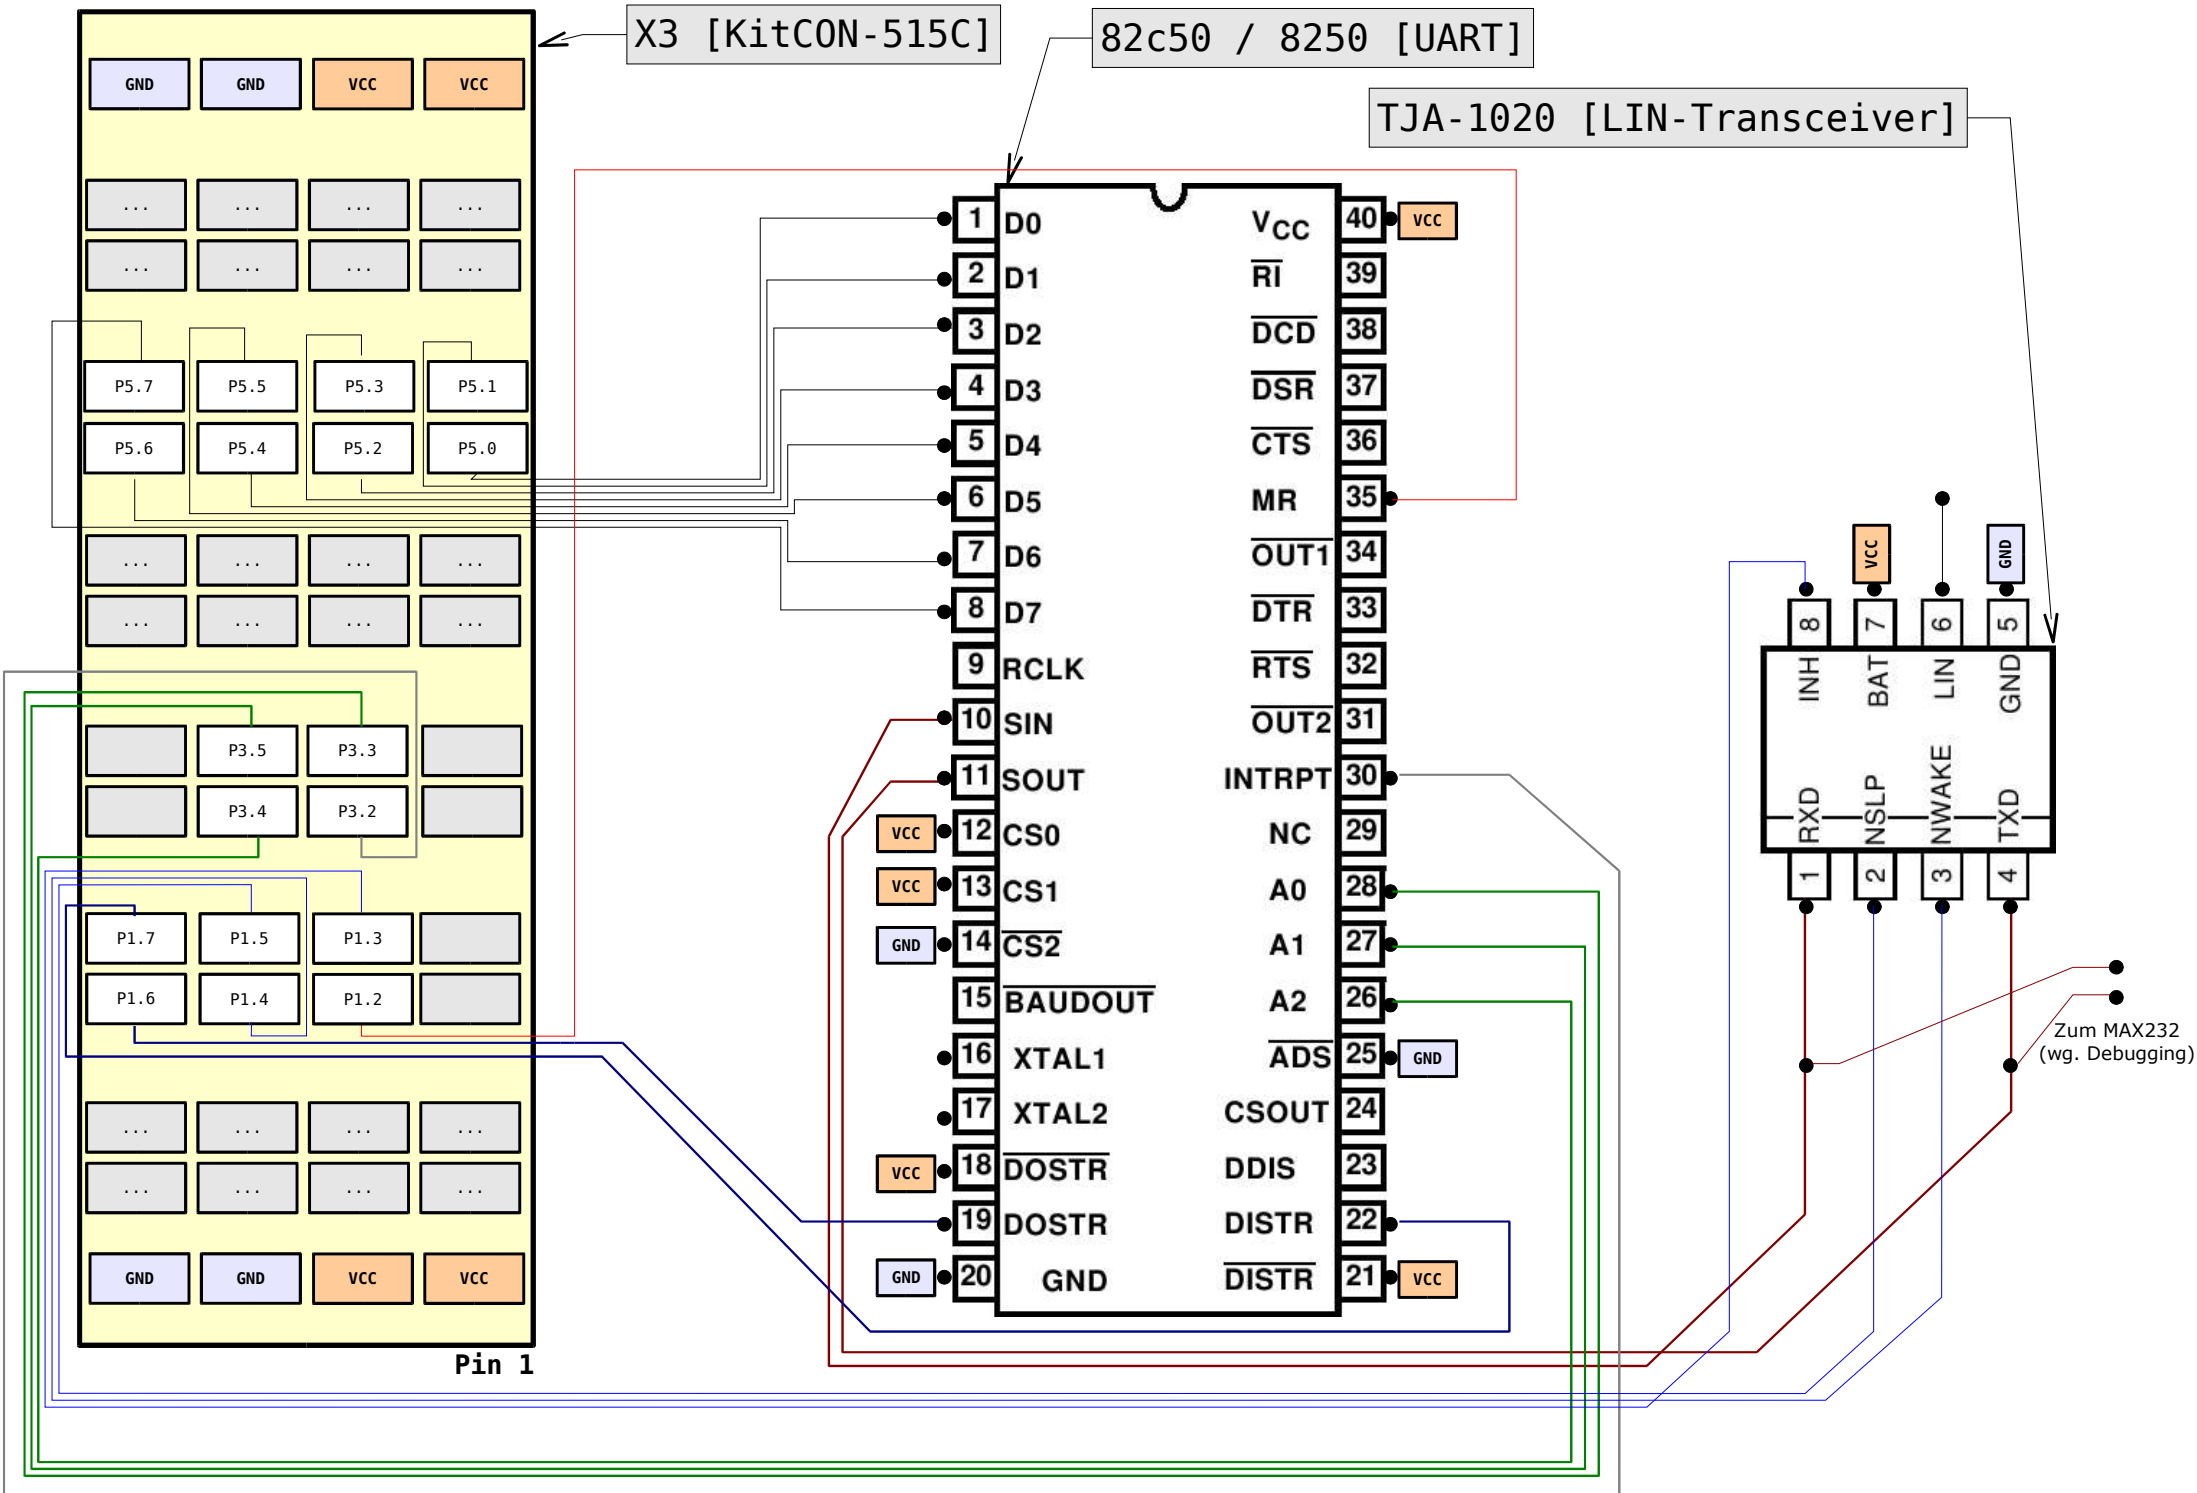 X3 [KitCON-515C]
82c50 / 8250 [UART]
TJA-1020 [LIN-Transceiver]
GND GND VCC VCC
... ... ... ...
... ... ... ...
P5.7 P5.5 P5.3 P5.1
P5.6 P5.4 P5.2 P5.0
... ... ... ...
... ... ... ...
P3.5 P3.3
P3.4 P3.2
P1.7 P1.5 P1.3
P1.6 P1.4 P1.2
... ... ... ...
... ... ... ...
GND GND VCC VCC
Pin 1
1 D0 VCC 40 VCC
2 D1 RI 39
3 D2 DCD 38
4 D3 DSR 37
5 D4 CTS 36
6 D5 MR 35
7 D6 OUT1 34
8 D7 DTR 33
9 RCLK RTS 32
10 SIN OUT2 31
11 SOUT INTRPT 30
VCC 12 CS0 NC 29
VCC 13 CS1 A0 28
GND 14 CS2 A1 27
15 BAUDOUT A2 26
16 XTAL1 ADS 25 GND
17 XTAL2 CSOUT 24
VCC 18 DOSTR DDIS 23
19 DOSTR DISTR 22
GND 20 GND DISTR 21 VCC
VCC GND
8 7 6 5
INH BAT LIN GND
RXD NSLP NWAKE TXD
1 2 3 4
Zum MAX232
(wg. Debugging)